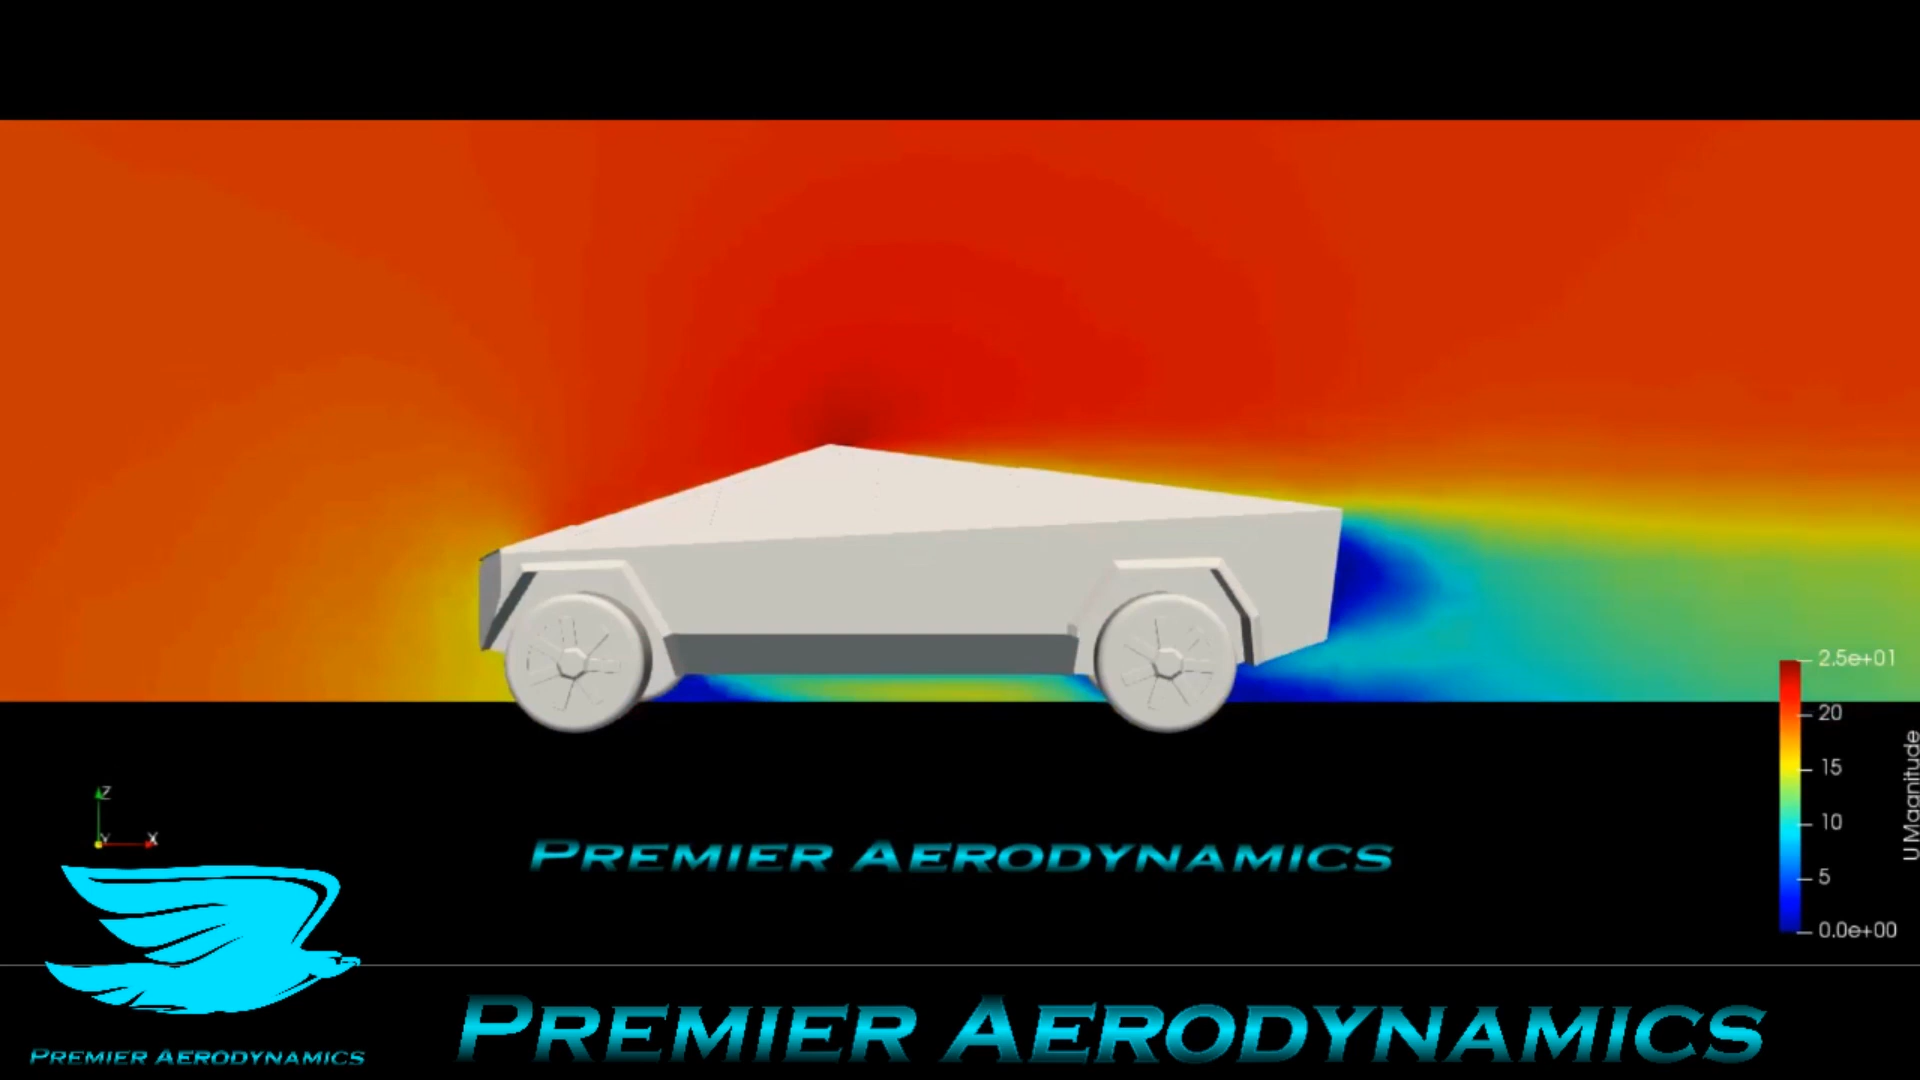 2.5e+01
20
15
10
5
0.0e+00
U Magnitude
Z
Y
X
PREMIER AERODYNAMICS
PREMIER AERODYNAMICS
PREMIER AERODYNAMICS